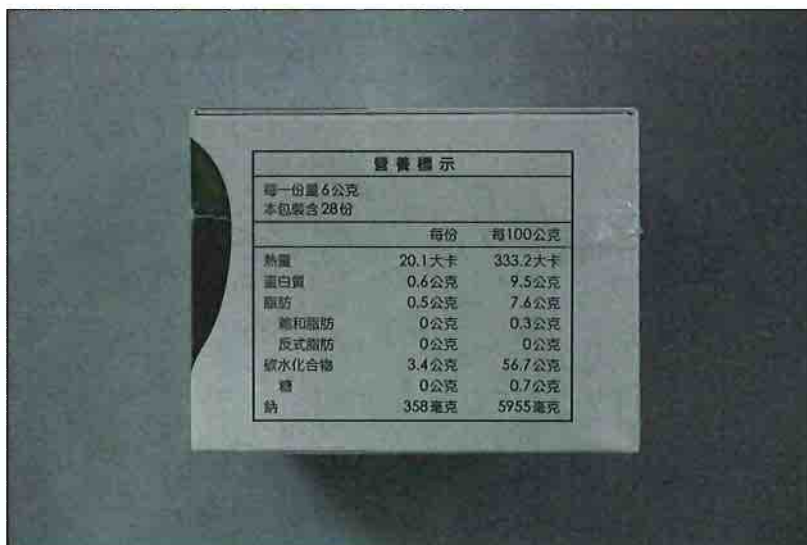 營養標示
每一份量6公克
本包裝含28份
每份 每100公克
熱量 20.1大卡 333.2大卡
蛋白質 0.6公克 9.5公克
脂肪 0.5公克 7.6公克
飽和脂肪 0公克 0.3公克
反式脂肪 0公克 0公克
碳水化合物 3.4公克 56.7公克
糖 0公克 0.7公克
鈉 358毫克 5955毫克